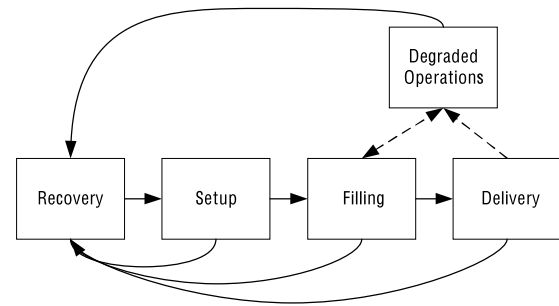 Degraded
Operations
Recovery
Setup
Filling
Delivery